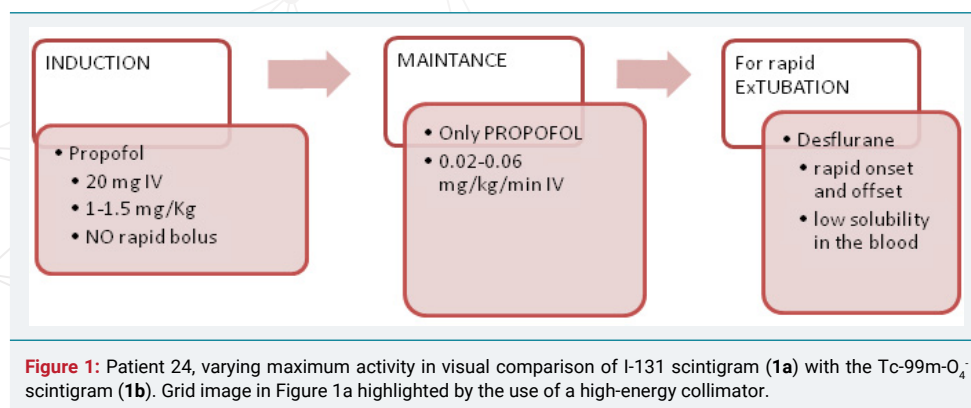 INDUCTION
• Propofol
• 20 mg IV
• 1-1.5 mg/Kg
• NO rapid bolus
MAINTANCE
• Only PROPOFOL
• 0.02-0.06
mg/kg/min IV
For rapid
ExTUBATION
• Desflurane
• rapid onset
and offset
• low solubility
in the blood
Figure 1: Patient 24, varying maximum activity in visual comparison of I-131 scintigram (1a) with the Tc-99m-O₄⁻
scintigram (1b). Grid image in Figure 1a highlighted by the use of a high-energy collimator.